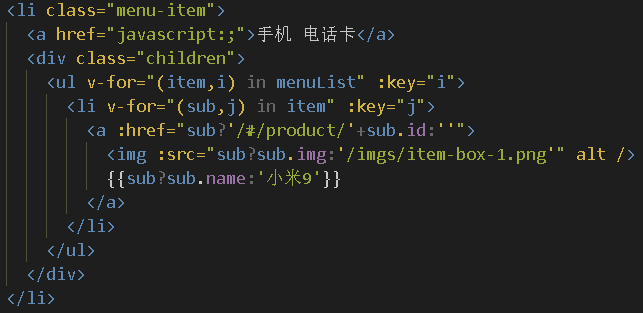 <li class="menu-item">
<a href="javascript:;">手机 电话卡</a>
<div class="children">
<ul v-for="(item,i) in menuList" :key="i">
<li v-for="(sub,j) in item" :key="j">
<a :href="sub?'/#/product/'+sub.id:''">
<img :src="sub?sub.img:'/imgs/item-box-1.png'" alt />
{{sub?sub.name:'小米9'}}
</a>
</li>
</ul>
</div>
</li>